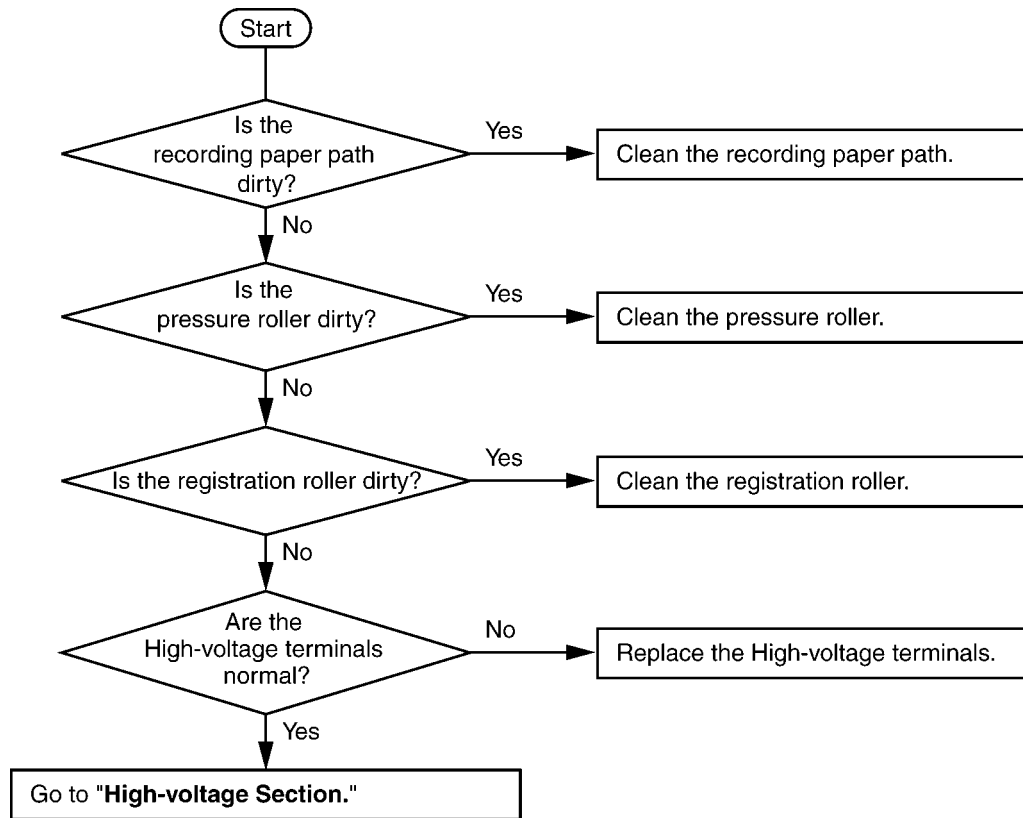 Start
Is the
recording paper path
dirty?
Yes
Clean the recording paper path.
No
Is the
pressure roller dirty?
Yes
Clean the pressure roller.
No
Is the registration roller dirty?
Yes
Clean the registration roller.
No
Are the
High-voltage terminals
normal?
No
Replace the High-voltage terminals.
Yes
Go to "High-voltage Section."